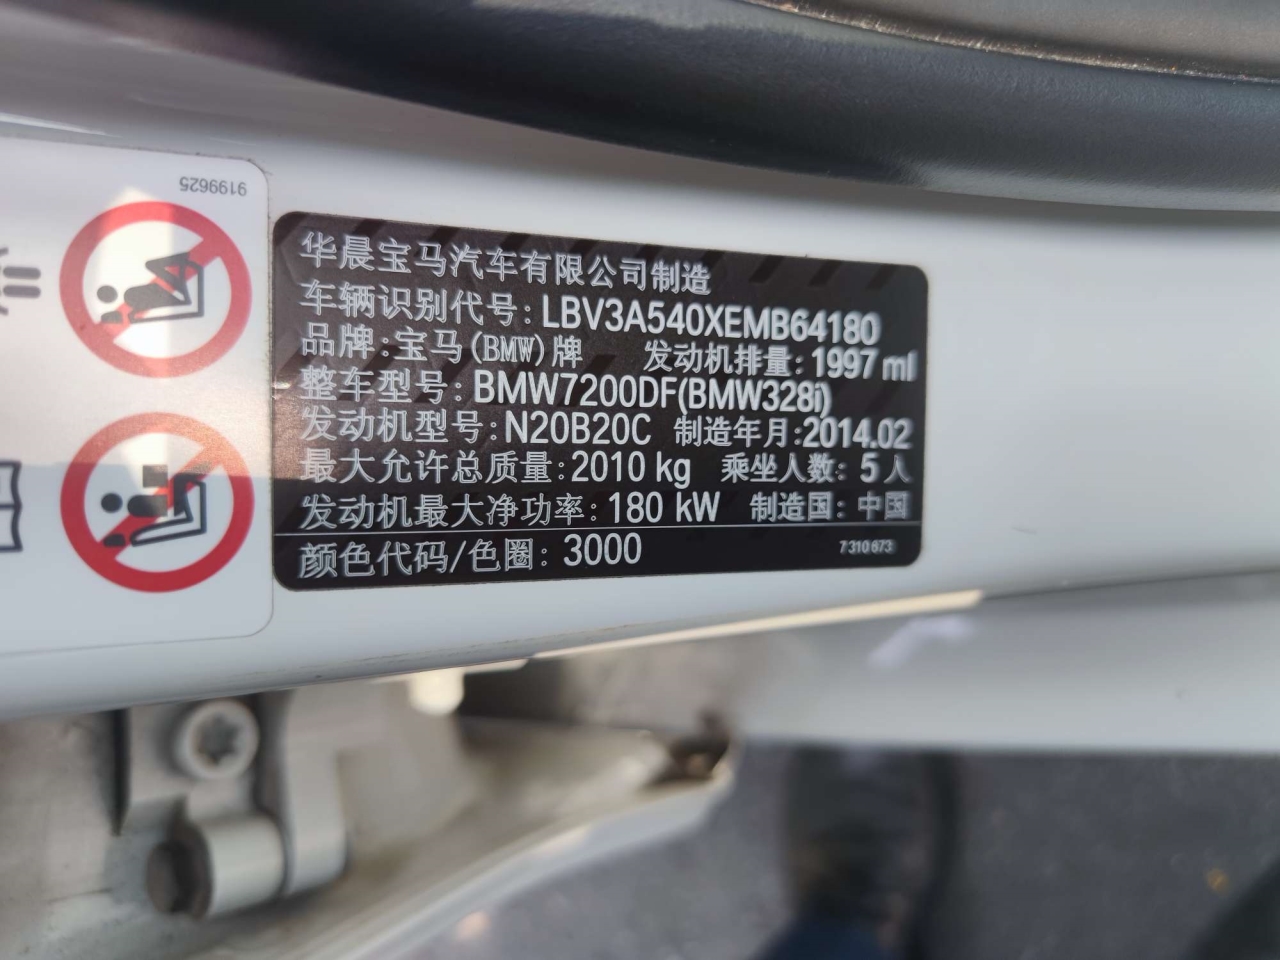 9199625
华晨宝马汽车有限公司制造
车辆识别代号: LBV3A540XEMB64180
品牌:宝马(BMW)牌 发动机排量: 1997 ml
整车型号: BMW7200DF(BMW328i)
发动机型号: N20B20C 制造年月:2014.02
最大允许总质量: 2010 kg 乘坐人数: 5人
发动机最大净功率: 180 kW 制造国: 中国
颜色代码/色圈: 3000 7310673